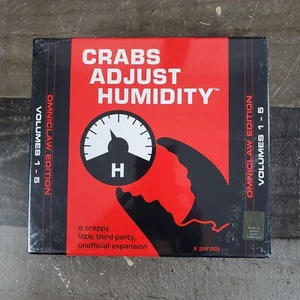 CRABS
ADJUST
HUMIDITY™
H
a crappy
little third-party,
unofficial expansion
a parody
OMNICLAW EDITION
VOLUMES 1 - 5
OMNICLAW EDITION
VOLUMES 1 - 5